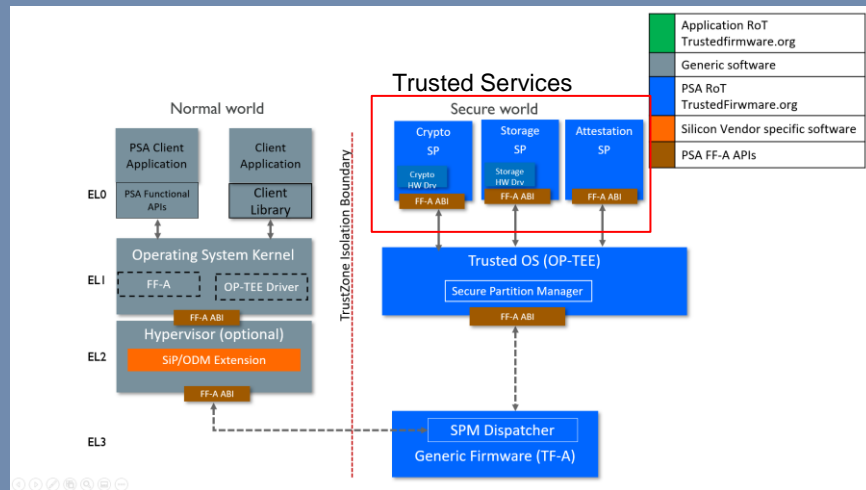 Application RoT
Trustedfirmware.org
Generic software
PSA RoT
TrustedFirwmare.org
Silicon Vendor specific software
PSA FF-A APIs
Trusted Services
Normal world
Secure world
PSA Client
Application
Client
Application
PSA Functional
APIs
Client
Library
Crypto
SP
Crypto
HW Drv
FF-A ABI
Storage
SP
Storage
HW Drv
FF-A ABI
Attestation
SP
FF-A ABI
EL0
TrustZone Isolation Boundary
Operating System Kernel
FF-A
OP-TEE Driver
FF-A ABI
EL1
Trusted OS (OP-TEE)
Secure Partition Manager
FF-A ABI
Hypervisor (optional)
SiP/ODM Extension
FF-A ABI
EL2
EL3
SPM Dispatcher
Generic Firmware (TF-A)